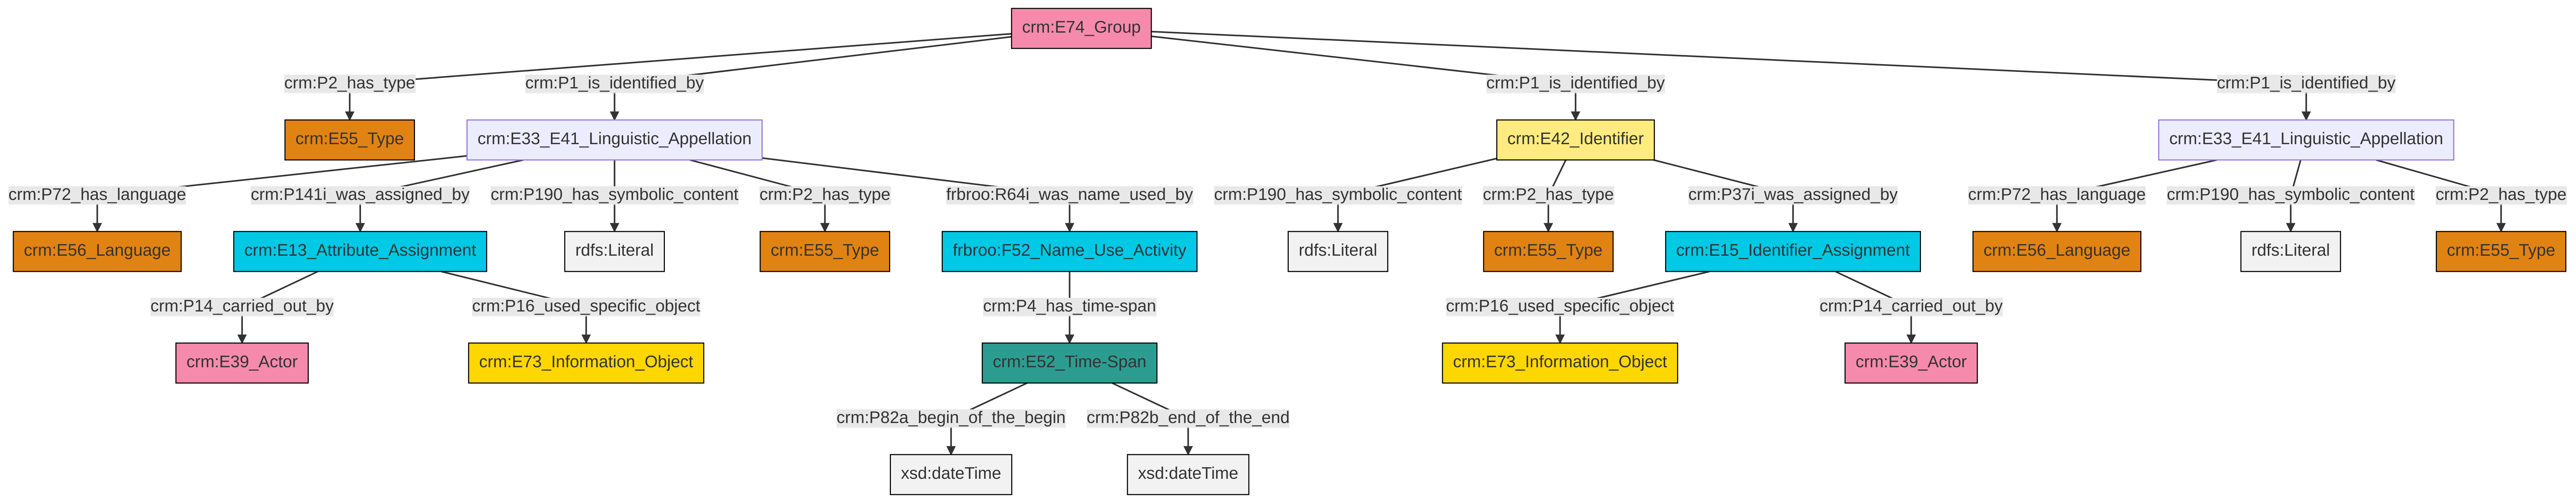 crm:E74_Group
crm:P2_has_type
crm:P1_is_identified_by
crm:P1_is_identified_by
crm:P1_is_identified_by
crm:E55_Type
crm:E33_E41_Linguistic_Appellation
crm:E42_Identifier
crm:E33_E41_Linguistic_Appellation
crm:P72_has_language
crm:P141i_was_assigned_by
crm:P190_has_symbolic_content
crm:P2_has_type
frbroo:R64i_was_name_used_by
crm:P190_has_symbolic_content
crm:P2_has_type
crm:P37i_was_assigned_by
crm:P72_has_language
crm:P190_has_symbolic_content
crm:P2_has_type
crm:E56_Language
crm:E13_Attribute_Assignment
rdfs:Literal
crm:E55_Type
frbroo:F52_Name_Use_Activity
rdfs:Literal
crm:E55_Type
crm:E15_Identifier_Assignment
crm:E56_Language
rdfs:Literal
crm:E55_Type
crm:P14_carried_out_by
crm:P16_used_specific_object
crm:P4_has_time-span
crm:P16_used_specific_object
crm:P14_carried_out_by
crm:E39_Actor
crm:E73_Information_Object
crm:E52_Time-Span
crm:E73_Information_Object
crm:E39_Actor
crm:P82a_begin_of_the_begin
crm:P82b_end_of_the_end
xsd:dateTime
xsd:dateTime